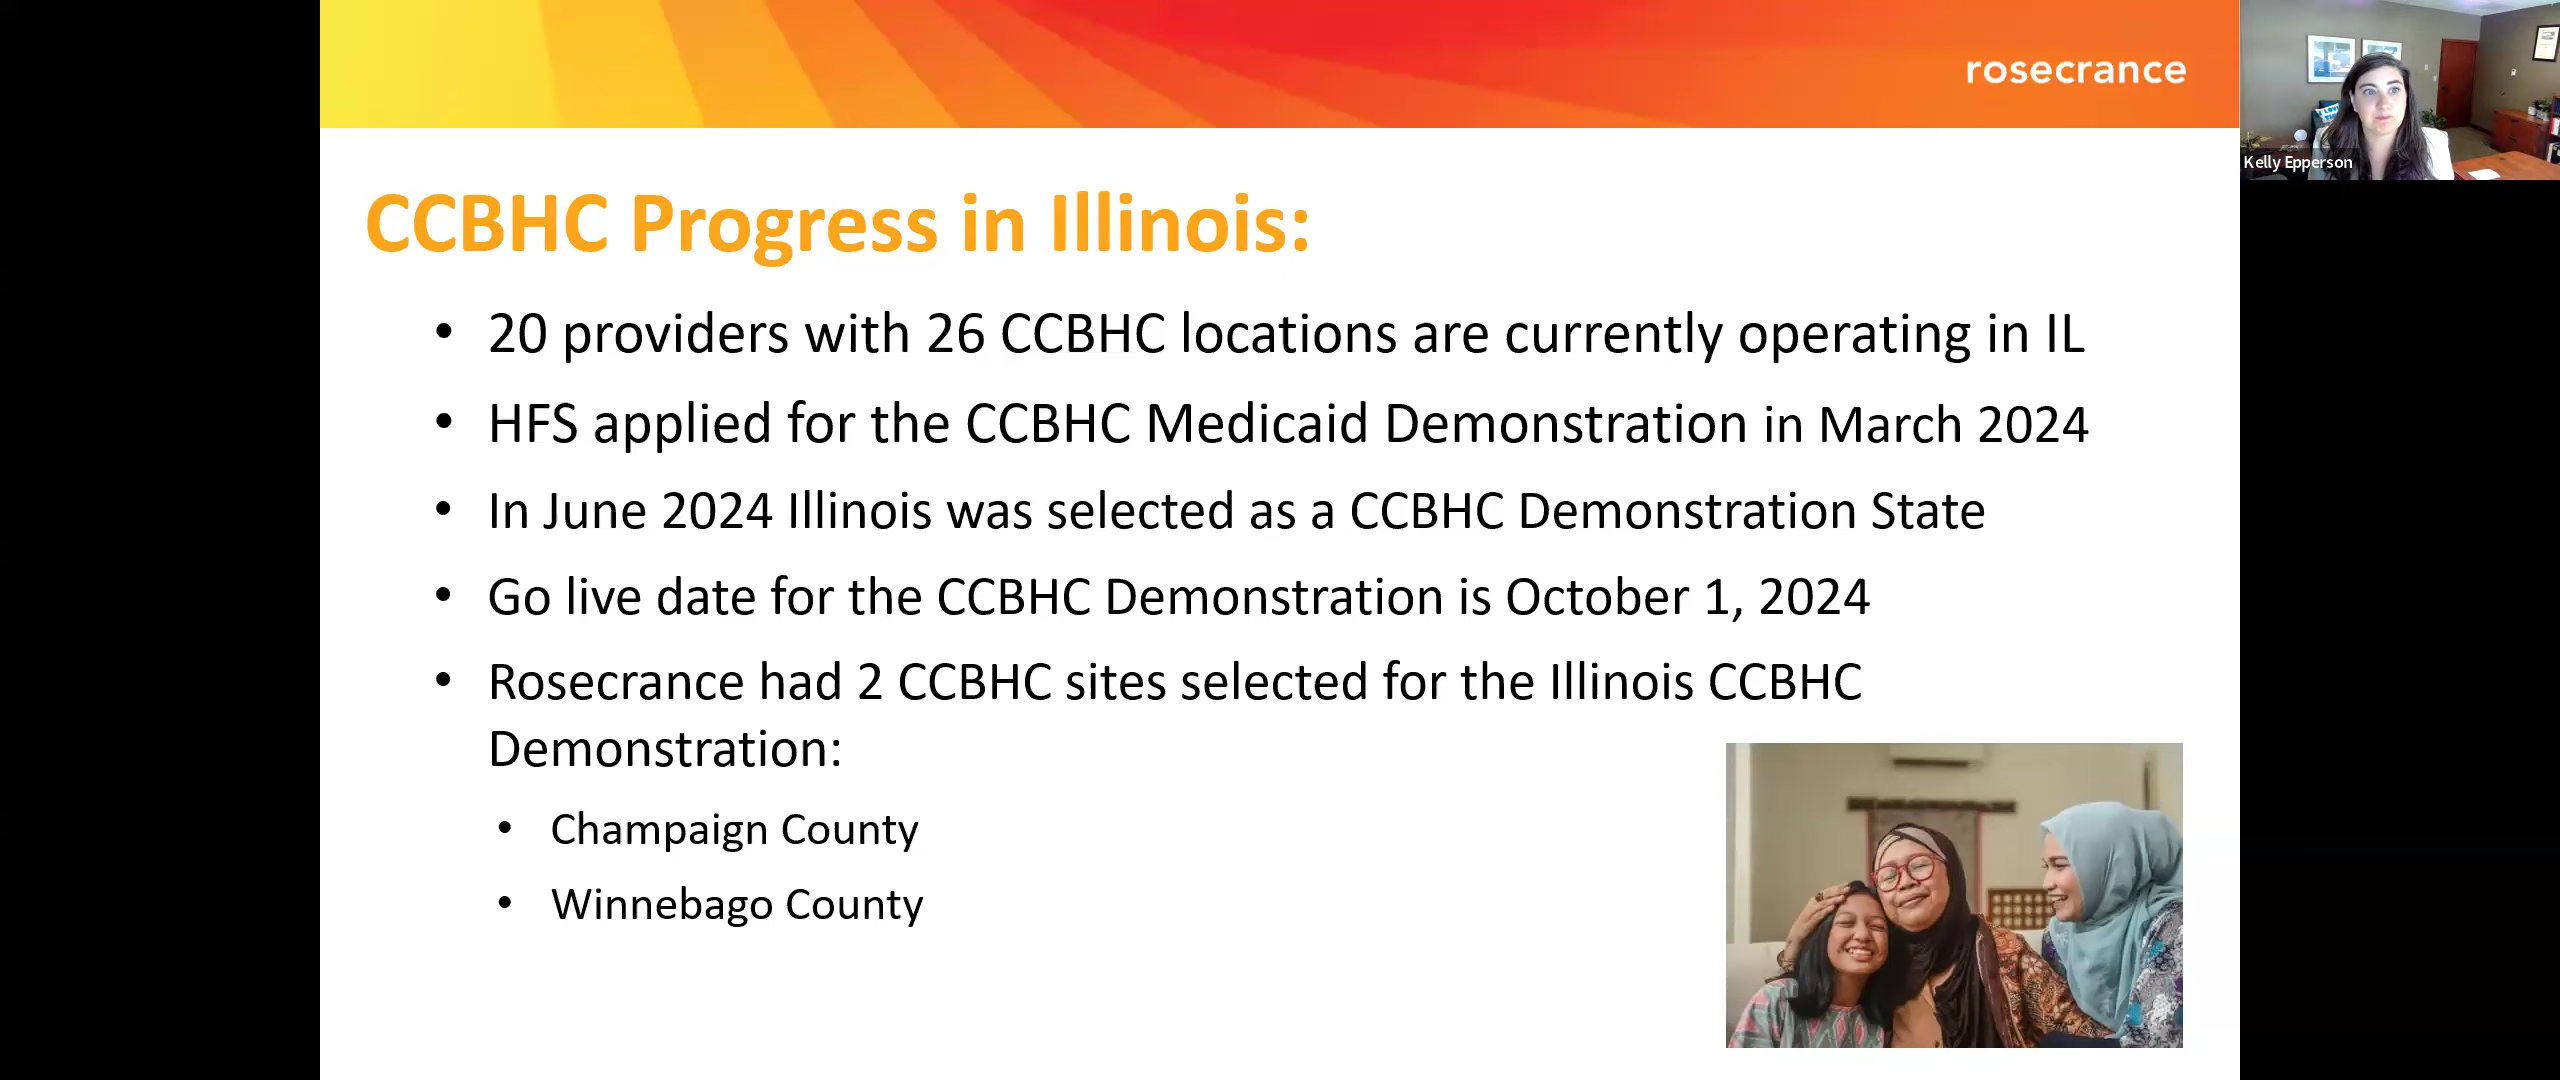 rosecrance
Kelly Epperson
CCBHC Progress in Illinois:
• 20 providers with 26 CCBHC locations are currently operating in IL
• HFS applied for the CCBHC Medicaid Demonstration in March 2024
• In June 2024 Illinois was selected as a CCBHC Demonstration State
• Go live date for the CCBHC Demonstration is October 1, 2024
• Rosecrance had 2 CCBHC sites selected for the Illinois CCBHC
Demonstration:
• Champaign County
• Winnebago County